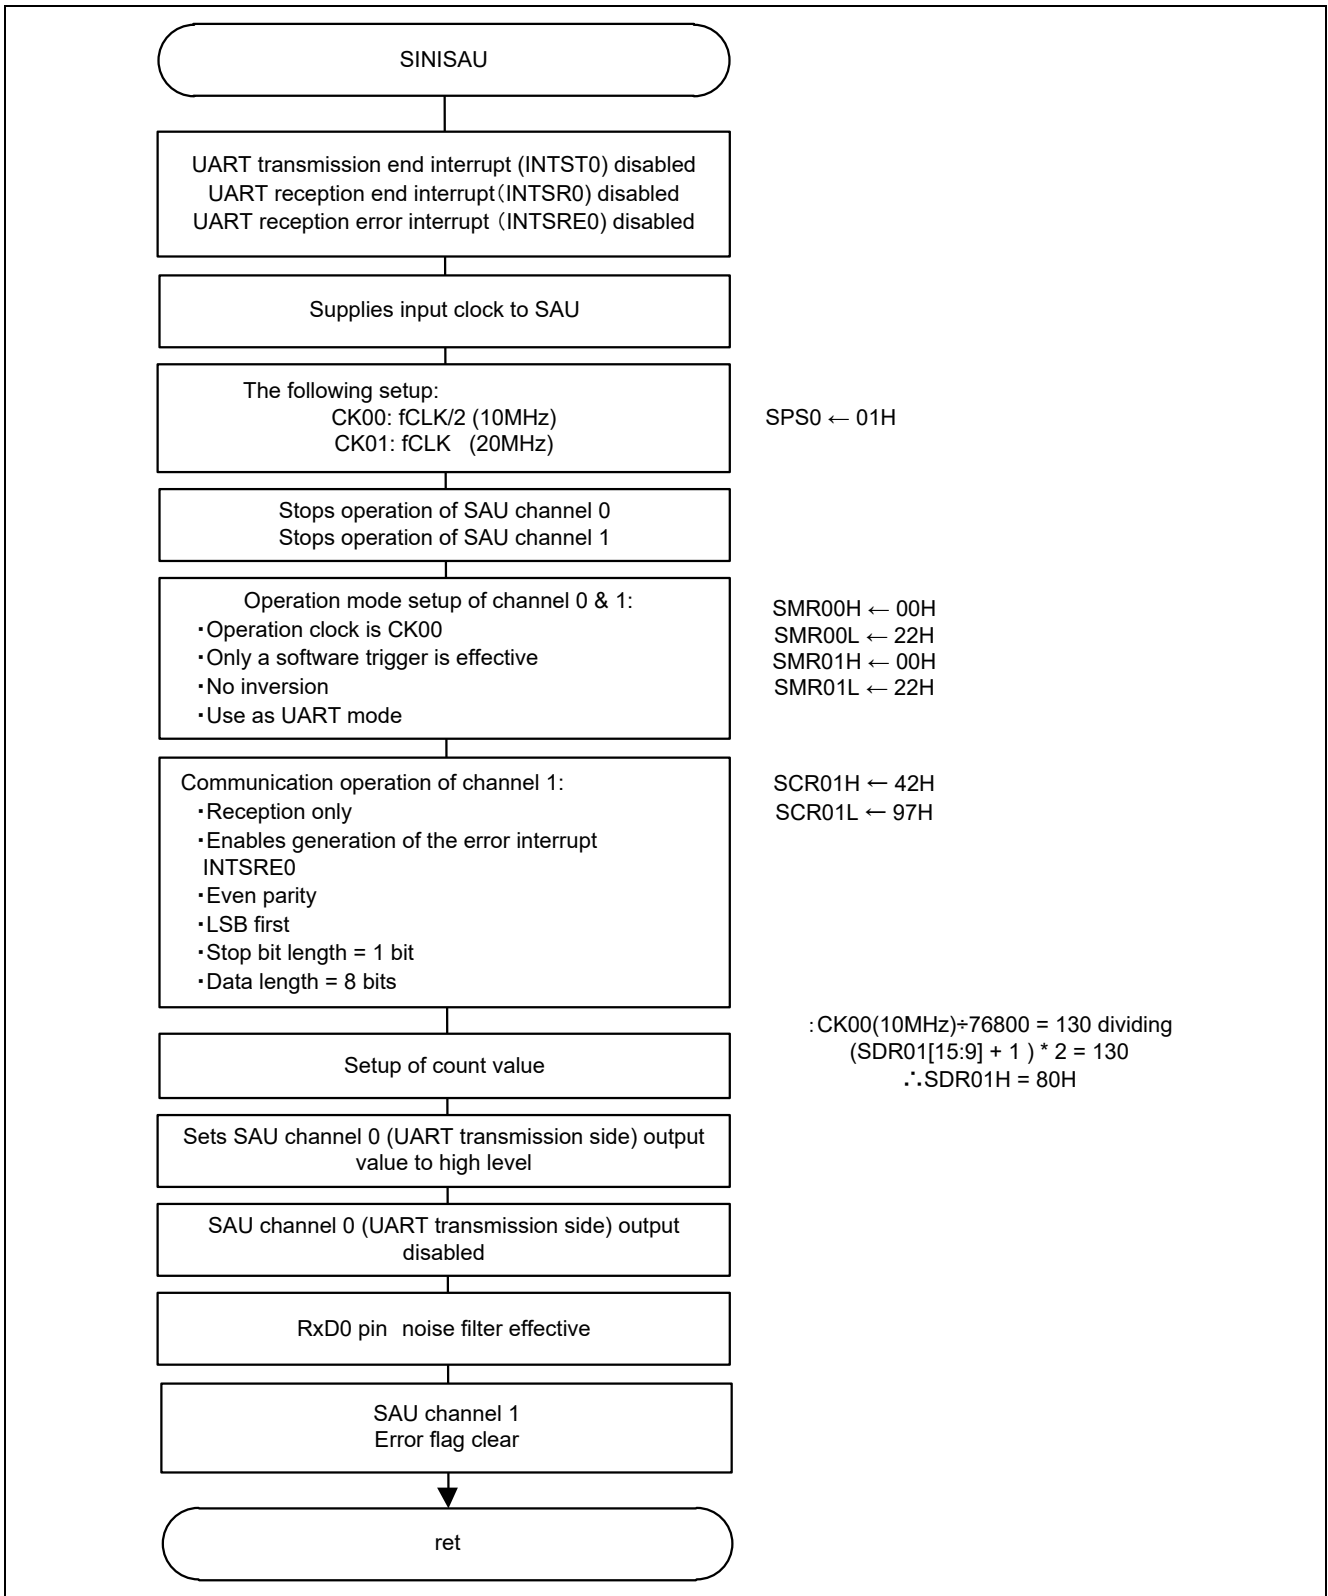 SINISAU
UART transmission end interrupt (INTST0) disabled
UART reception end interrupt（INTSR0) disabled
UART reception error interrupt（INTSRE0) disabled
Supplies input clock to SAU
The following setup:
CK00: fCLK/2 (10MHz)
CK01: fCLK (20MHz)
SPS0 ← 01H
Stops operation of SAU channel 0
Stops operation of SAU channel 1
Operation mode setup of channel 0 & 1:
・Operation clock is CK00
・Only a software trigger is effective
・No inversion
・Use as UART mode
SMR00H ← 00H
SMR00L ← 22H
SMR01H ← 00H
SMR01L ← 22H
Communication operation of channel 1:
・Reception only
・Enables generation of the error interrupt
INTSRE0
・Even parity
・LSB first
・Stop bit length = 1 bit
・Data length = 8 bits
SCR01H ← 42H
SCR01L ← 97H
Setup of count value
:CK00(10MHz)÷76800 = 130 dividing
(SDR01[15:9] + 1 ) * 2 = 130
∴SDR01H = 80H
Sets SAU channel 0 (UART transmission side) output
value to high level
SAU channel 0 (UART transmission side) output
disabled
RxD0 pin noise filter effective
SAU channel 1
Error flag clear
ret